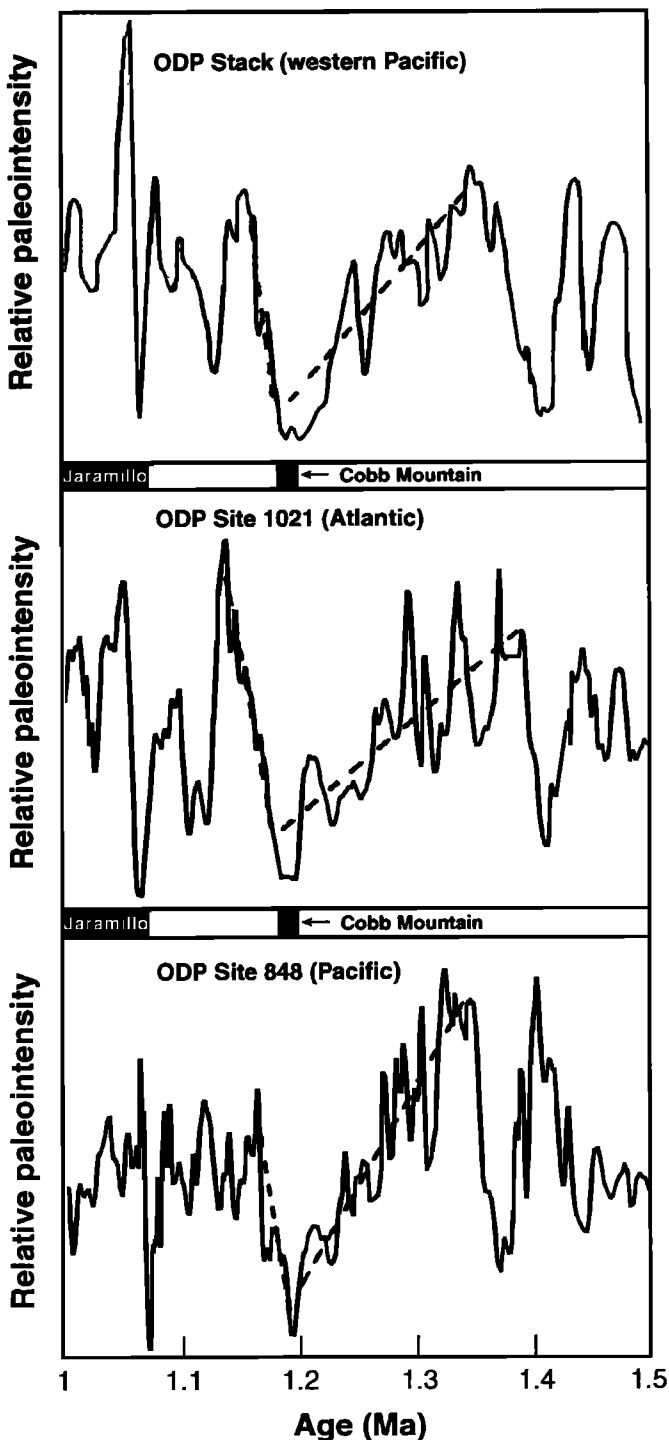 Relative paleointensity
ODP Stack (western Pacific)
Jaramillo
← Cobb Mountain
Relative paleointensity
ODP Site 1021 (Atlantic)
Jaramillo
← Cobb Mountain
Relative paleointensity
ODP Site 848 (Pacific)
1 1.1 1.2 1.3 1.4 1.5
Age (Ma)